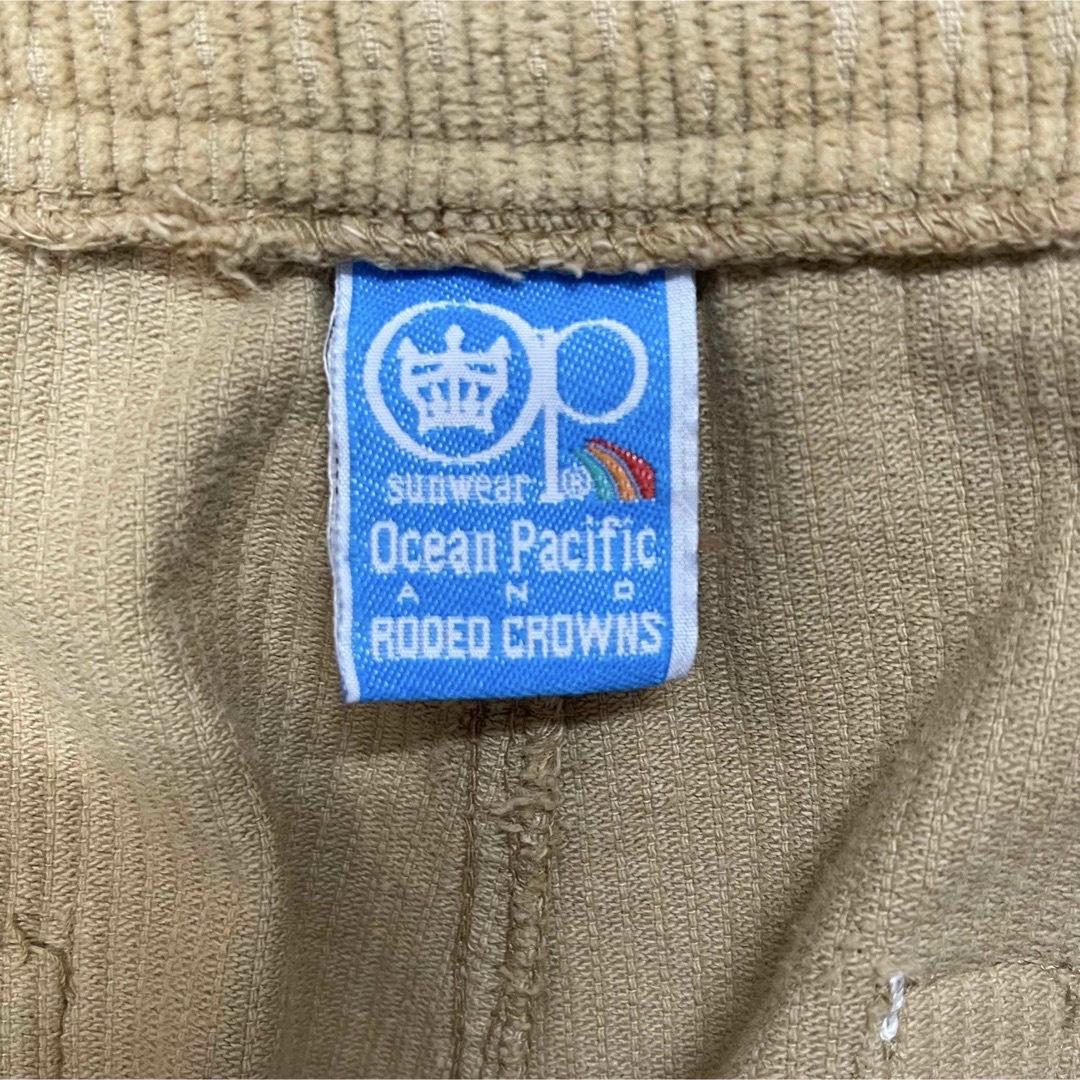 op
sunwear ®
Ocean Pacific
AND
RODEO CROWNS